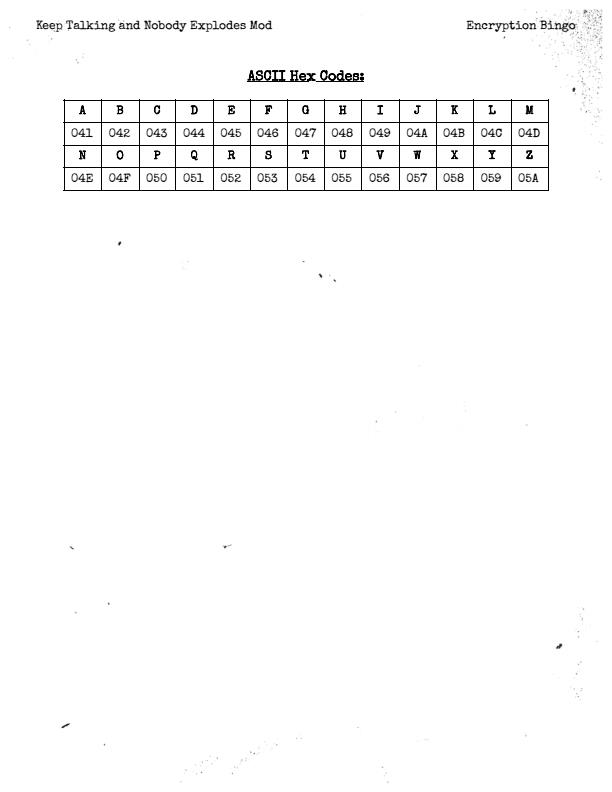 Keep Talking and Nobody Explodes Mod Encryption Bingo
ASCII Hex Codes:
A B C D E F G H I J K L M
041 042 043 044 045 046 047 048 049 04A 04B 04C 04D
N O P Q R S T U V W X Y Z
04E 04F 050 051 052 053 054 055 056 057 058 059 05A